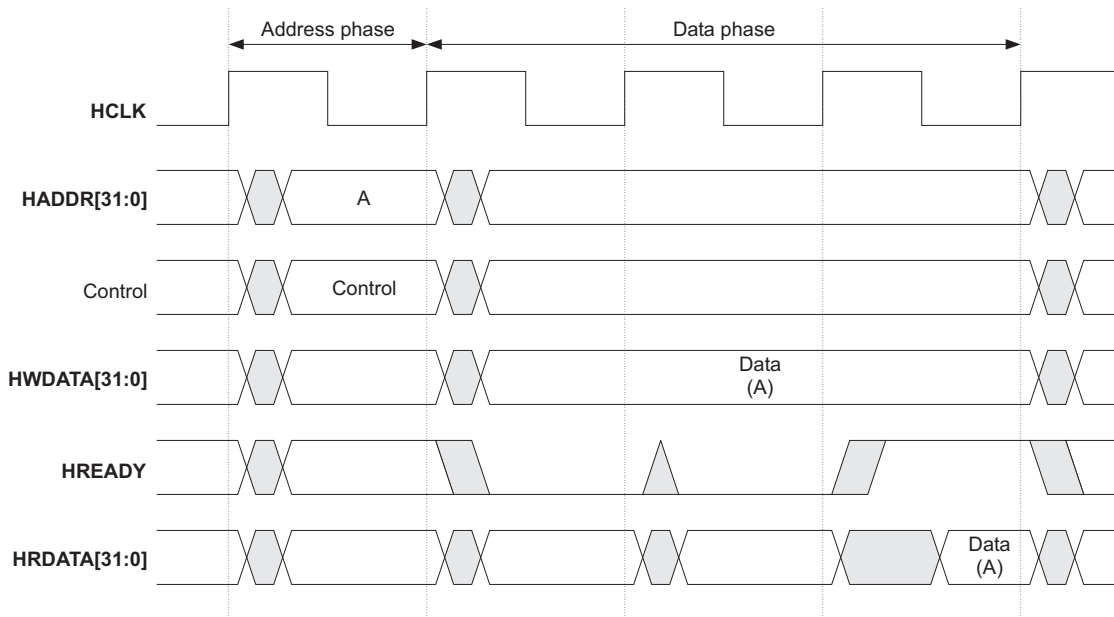 Address phase
Data phase
HCLK
HADDR[31:0]
A
Control
Control
HWDATA[31:0]
Data
(A)
HREADY
HRDATA[31:0]
Data
(A)